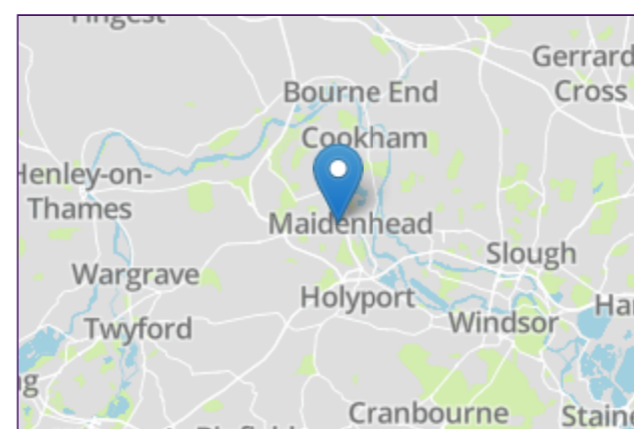 Gerrard
Cross
Bourne End
Cookham
Henley-on-
Thames
Maidenhead
Slough
Wargrave
Holyport
Windsor
Twyford
Cranbourne